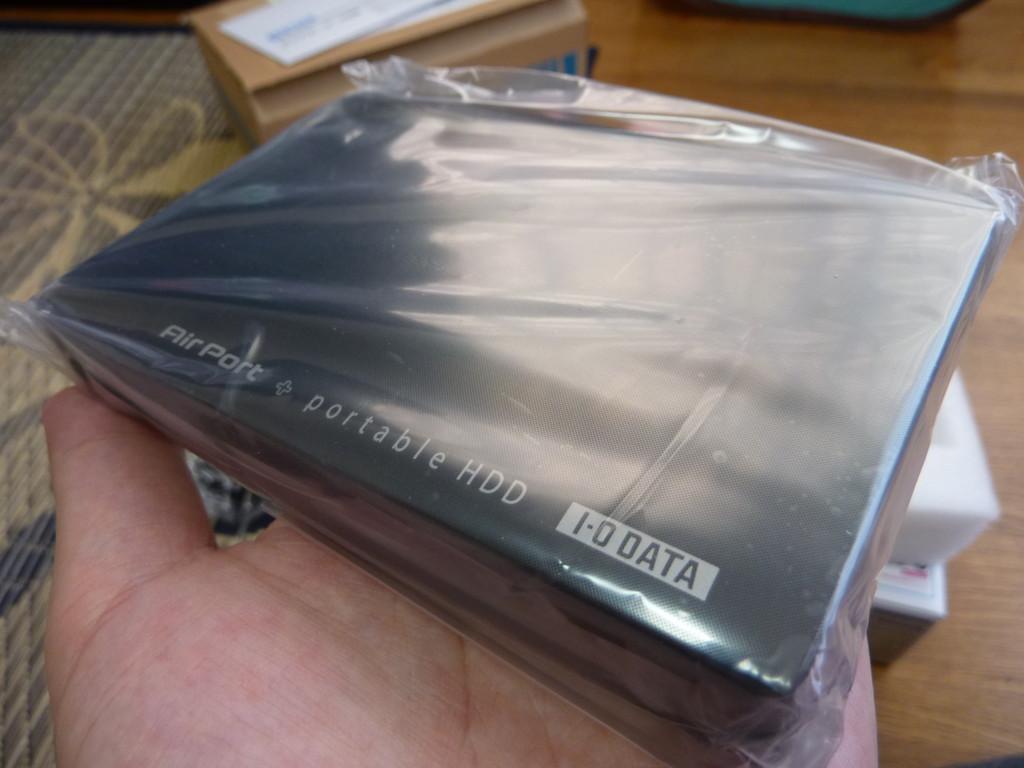 AirPort + portable HDD
I-O DATA